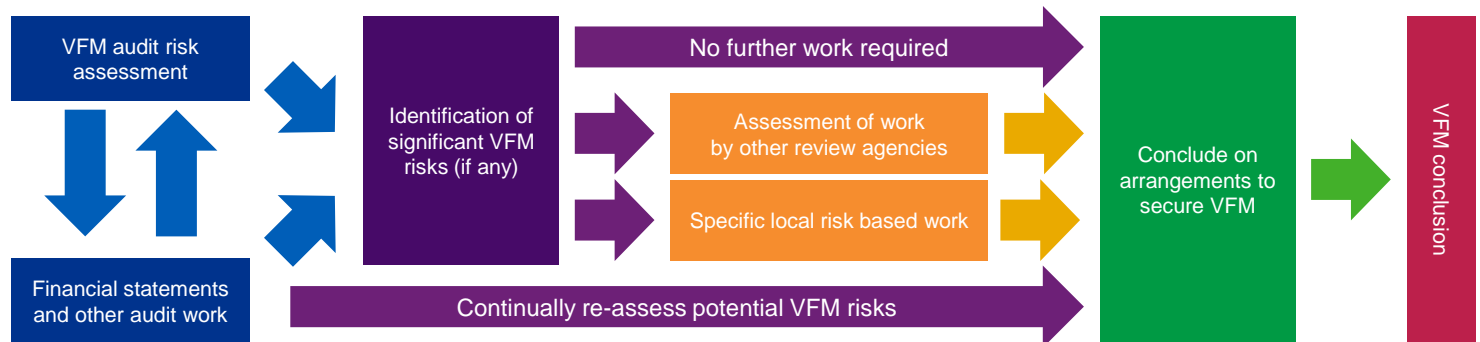 VFM audit risk
assessment
Financial statements
and other audit work
Identification of
significant VFM
risks (if any)
No further work required
Assessment of work
by other review agencies
Specific local risk based work
Continually re-assess potential VFM risks
Conclude on
arrangements to
secure VFM
VFM conclusion